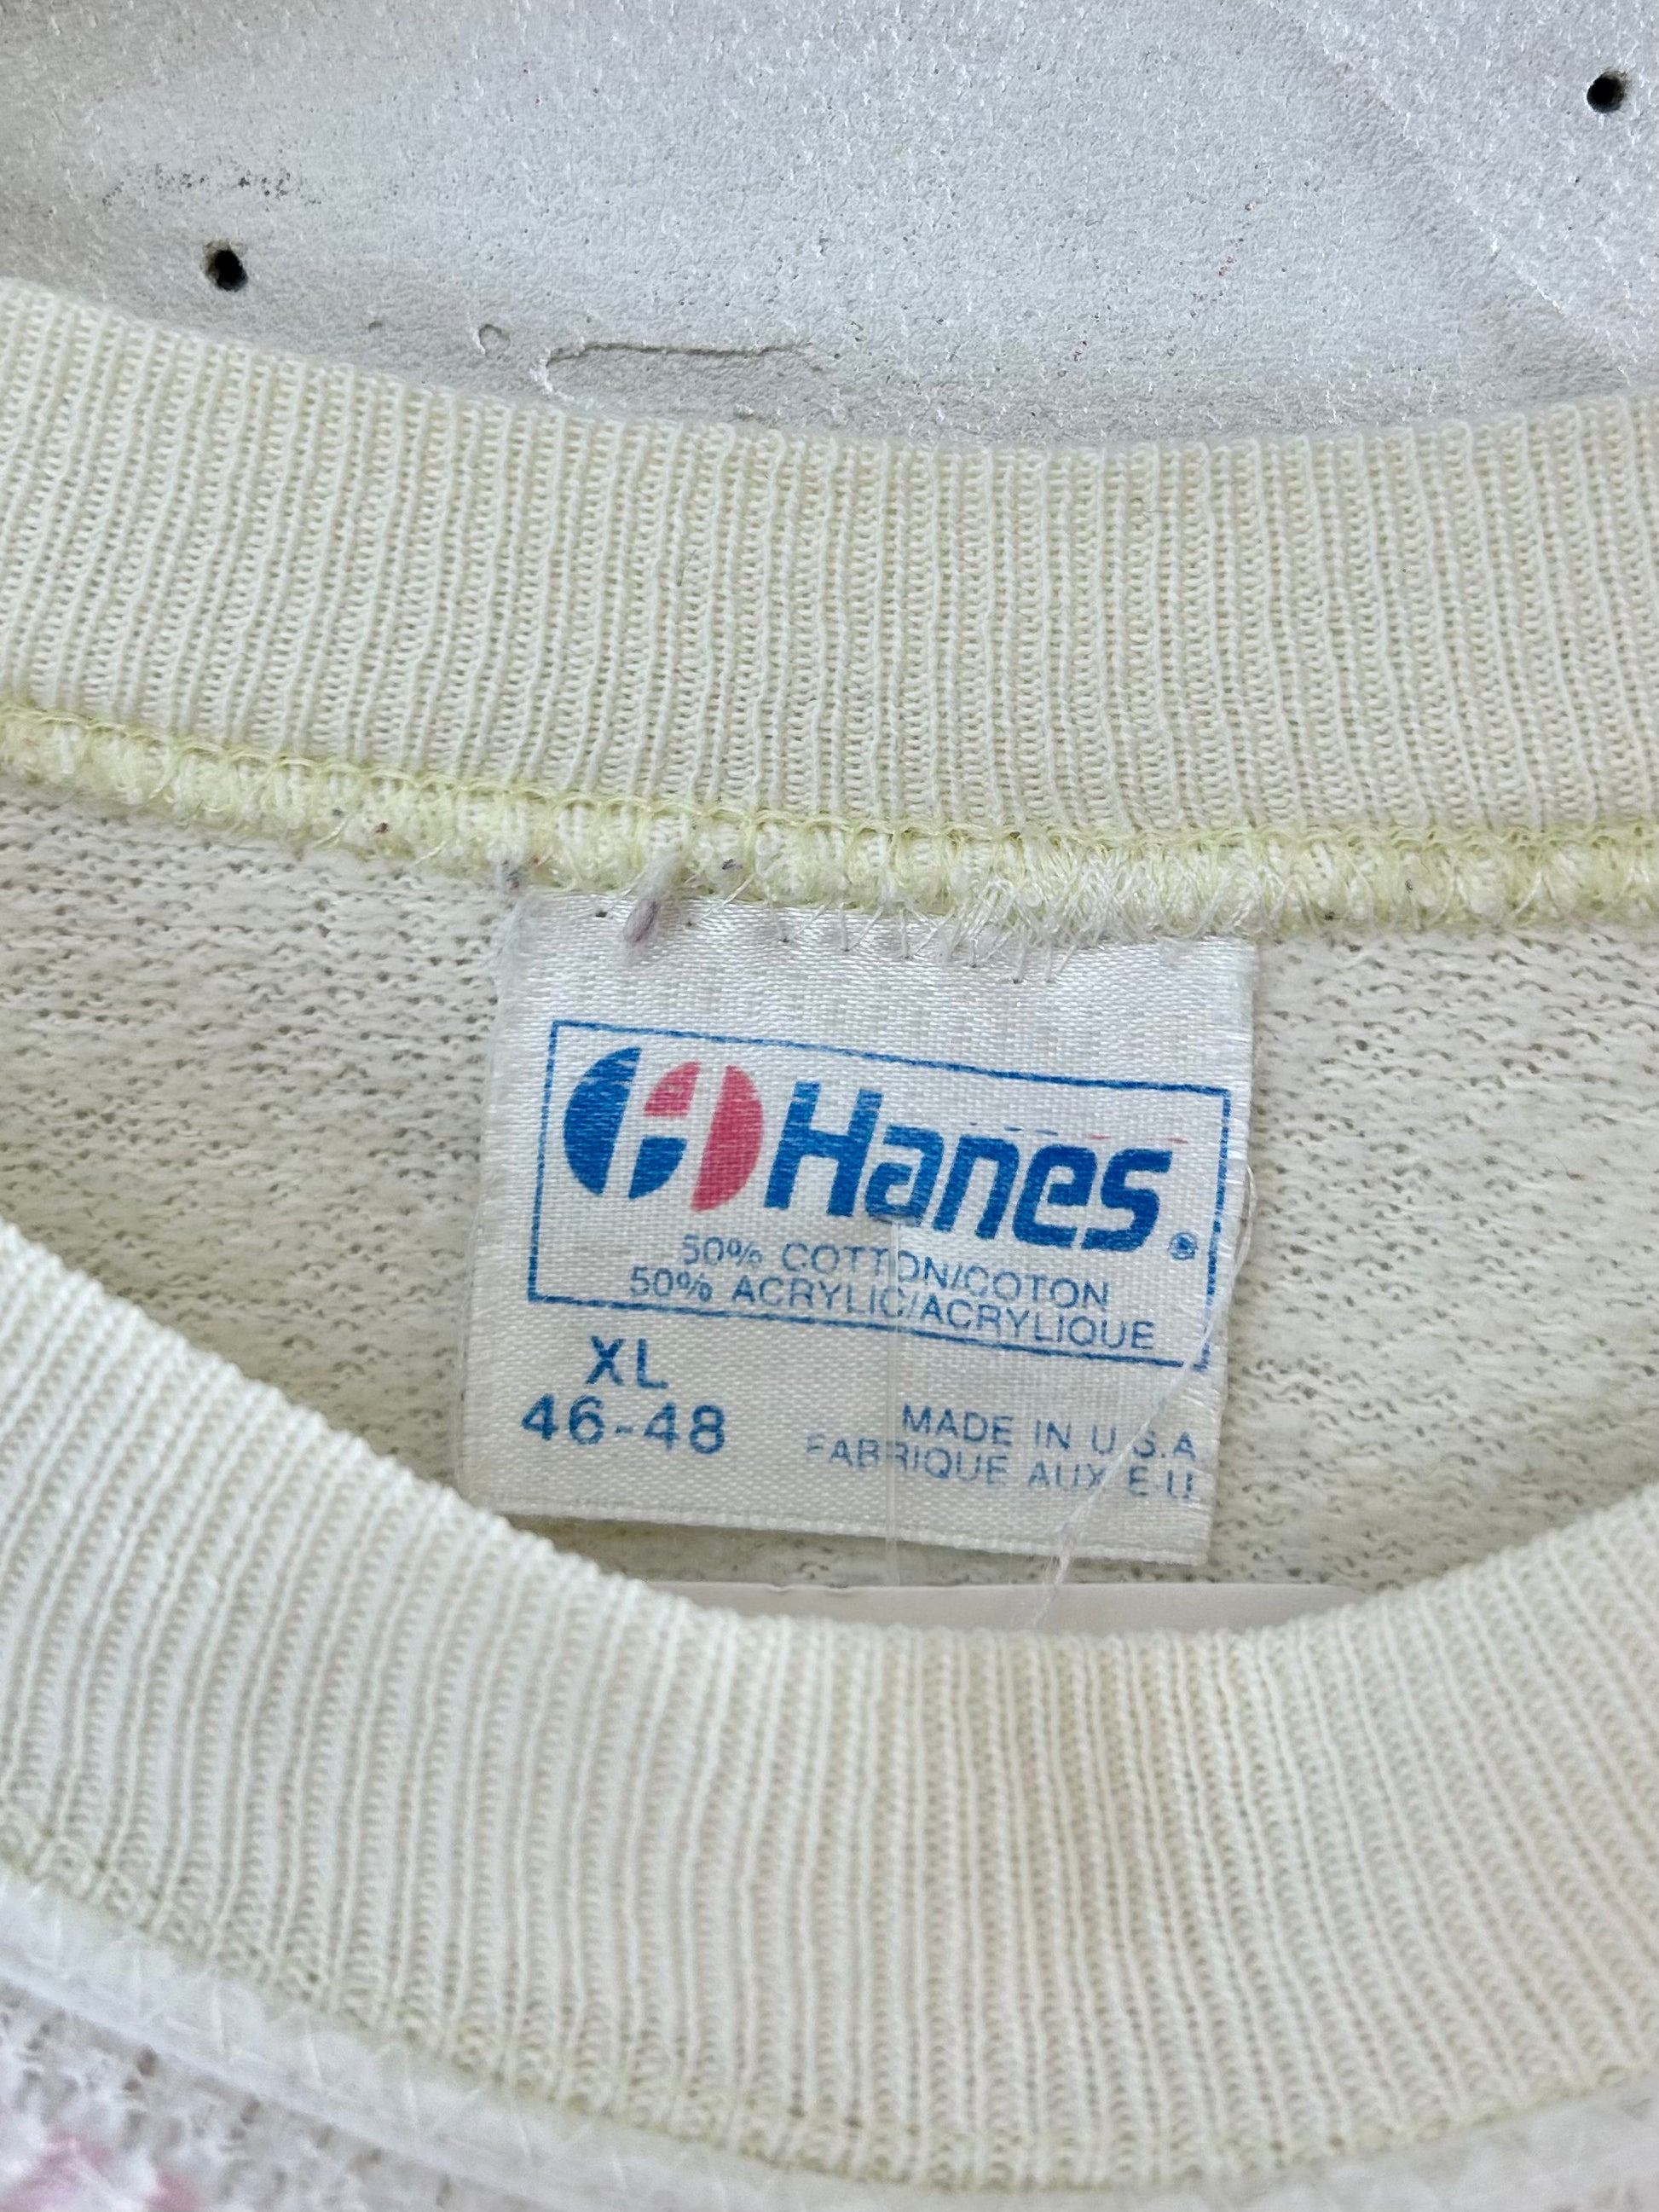 Hanes®
50% COTTON/COTON
50% ACRYLIC/ACRYLIQUE
XL
46-48
MADE IN U.S.A
FABRIQUE AUX E-U